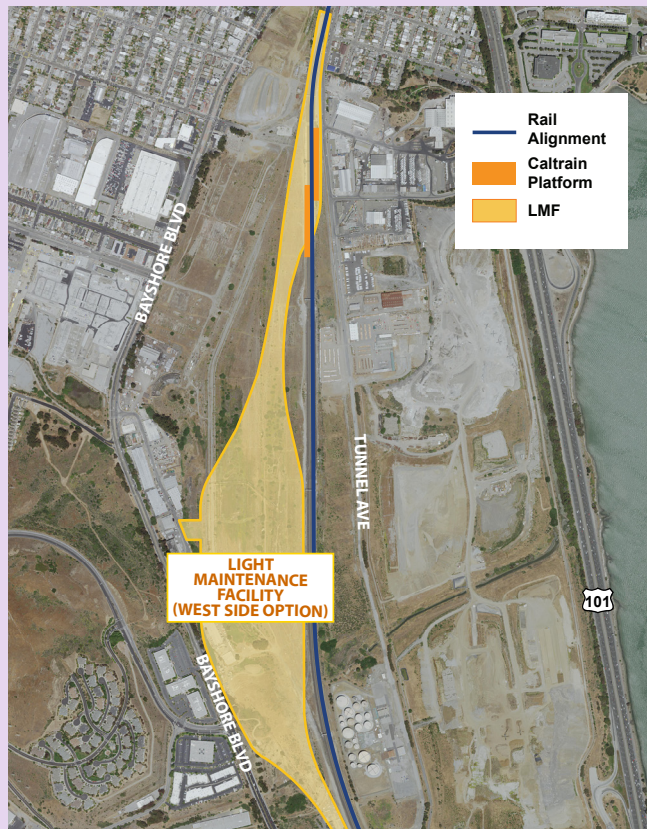 Rail
Alignment
Caltrain
Platform
LMF
BAYSHORE BLVD
TUNNEL AVE
LIGHT
MAINTENANCE
FACILITY
(WEST SIDE OPTION)
101
BAYSHORE BLVD